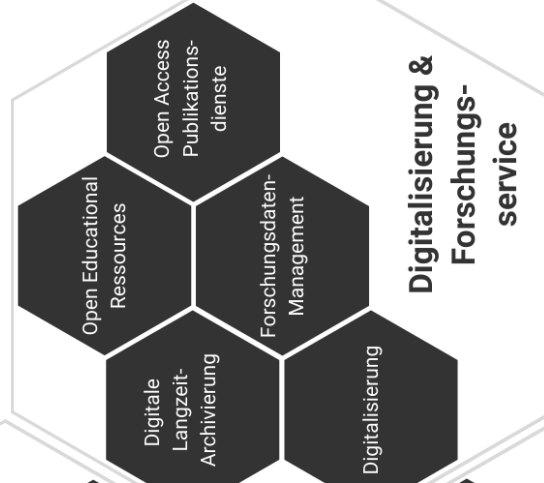 Digitalisierung &
Forschungs-
service
Open Access
Publikations-
dienste
Open Educational
Ressources
Forschungsdaten-
Management
Digitale
Langzeit-
Archivierung
Digitalisierung